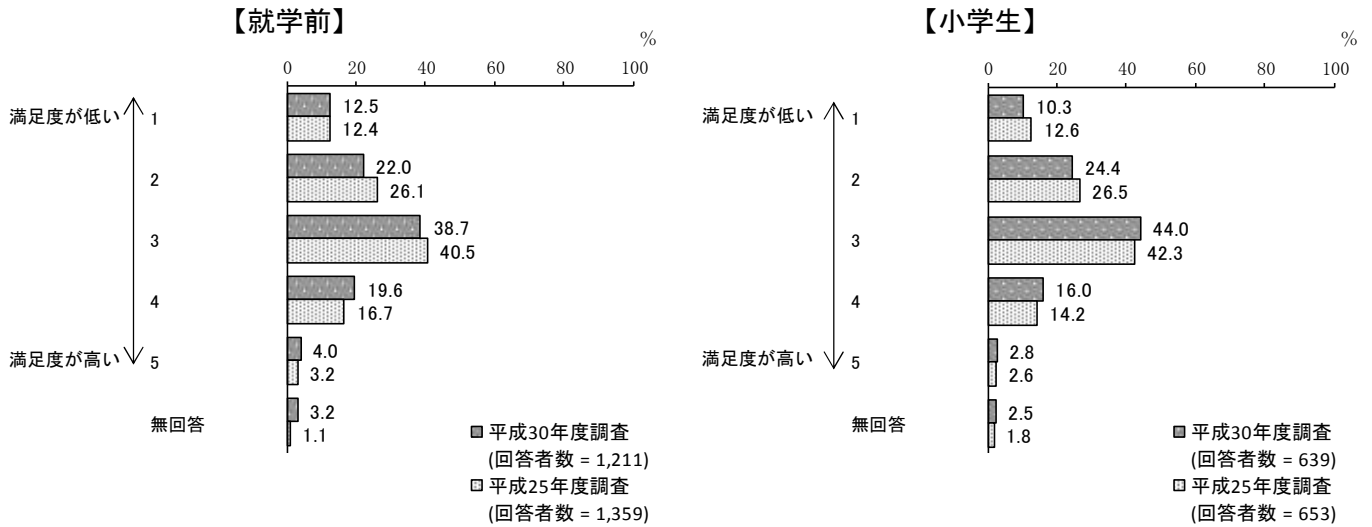 【就学前】
%
0 20 40 60 80 100
満足度が低い
1
12.5
12.4
2
22.0
26.1
3
38.7
40.5
4
19.6
16.7
満足度が高い
5
4.0
3.2
無回答
3.2
1.1
平成30年度調査
(回答者数 = 1,211)
平成25年度調査
(回答者数 = 1,359)
【小学生】
%
0 20 40 60 80 100
満足度が低い
1
10.3
12.6
2
24.4
26.5
3
44.0
42.3
4
16.0
14.2
満足度が高い
5
2.8
2.6
無回答
2.5
1.8
平成30年度調査
(回答者数 = 639)
平成25年度調査
(回答者数 = 653)